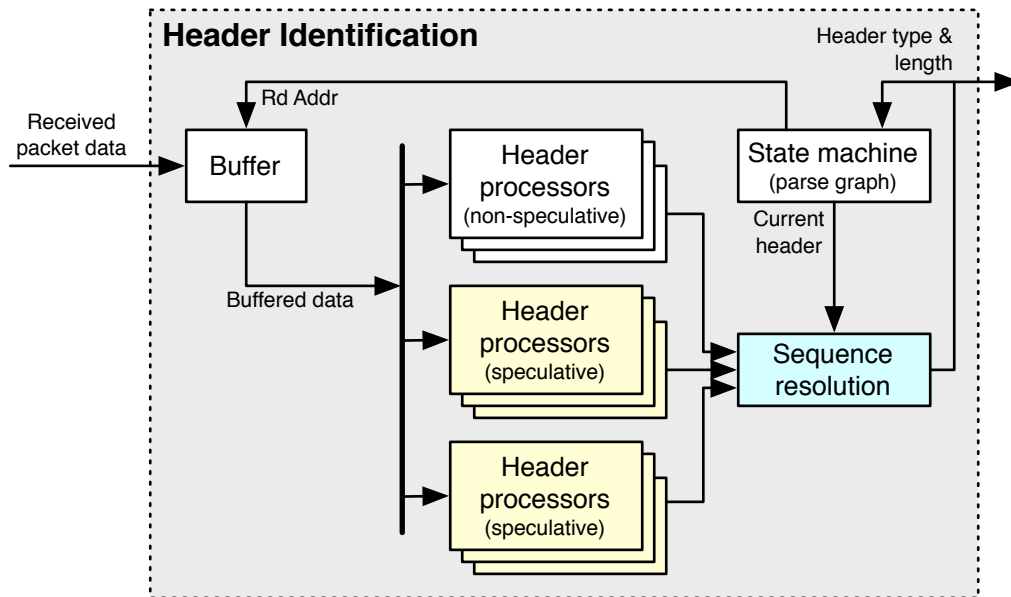 Header Identification
Header type &
length
Rd Addr
Received
packet data
Buffer
Header
processors
(non-speculative)
State machine
(parse graph)
Current
header
Buffered data
Header
processors
(speculative)
Sequence
resolution
Header
processors
(speculative)